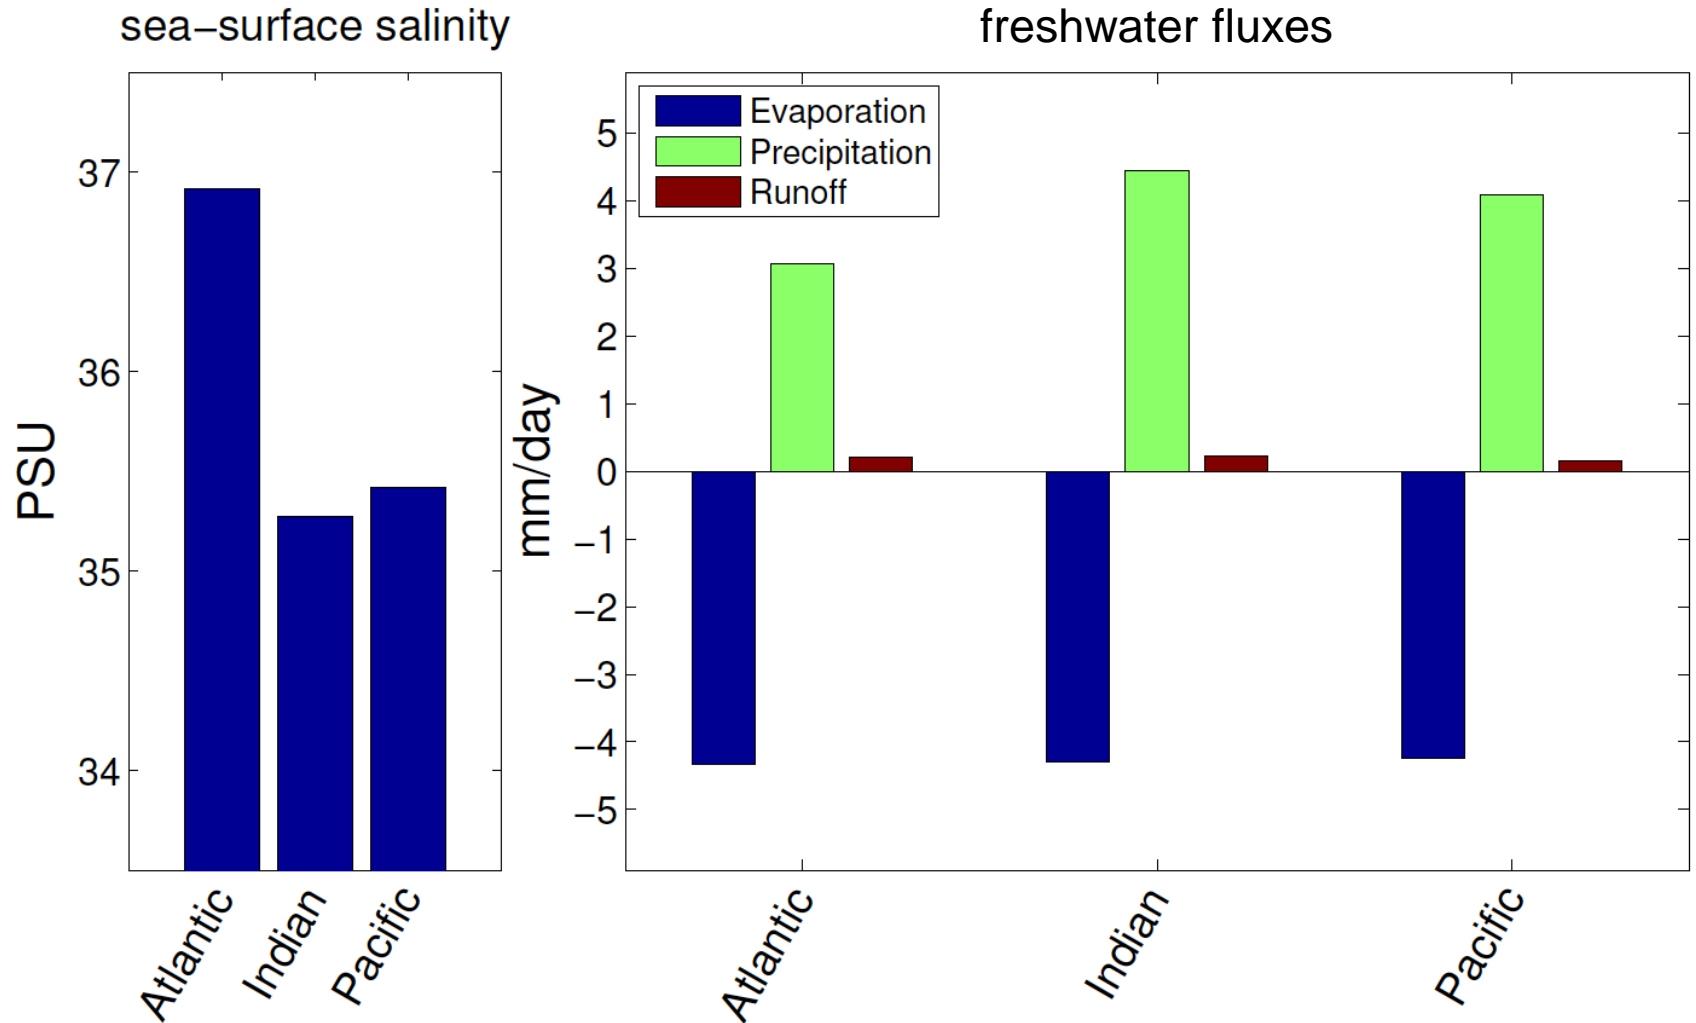 sea−surface salinity
PSU
37
36
35
34
Atlantic
Indian
Pacific
freshwater fluxes
mm/day
Evaporation
Precipitation
Runoff
5
4
3
2
1
0
−1
−2
−3
−4
−5
Atlantic
Indian
Pacific